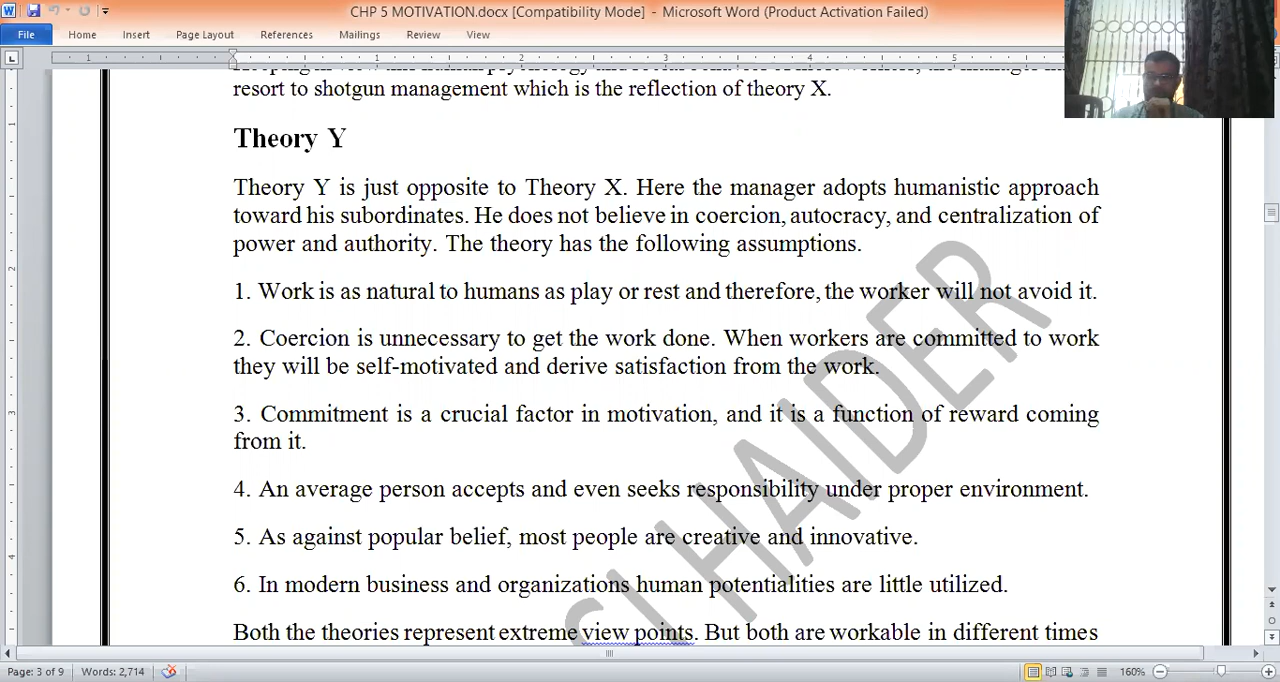 CHP 5 MOTIVATION.docx [Compatibility Mode] - Microsoft Word (Product Activation Failed)
File Home Insert Page Layout References Mailings Review View
resort to shotgun management which is the reflection of theory X.
Theory Y
Theory Y is just opposite to Theory X. Here the manager adopts humanistic approach
toward his subordinates. He does not believe in coercion, autocracy, and centralization of
power and authority. The theory has the following assumptions.
1. Work is as natural to humans as play or rest and therefore, the worker will not avoid it.
2. Coercion is unnecessary to get the work done. When workers are committed to work
they will be self-motivated and derive satisfaction from the work.
3. Commitment is a crucial factor in motivation, and it is a function of reward coming
from it.
4. An average person accepts and even seeks responsibility under proper environment.
5. As against popular belief, most people are creative and innovative.
6. In modern business and organizations human potentialities are little utilized.
Both the theories represent extreme view points. But both are workable in different times
HAIDER
Page: 3 of 9 Words: 2,714 160%